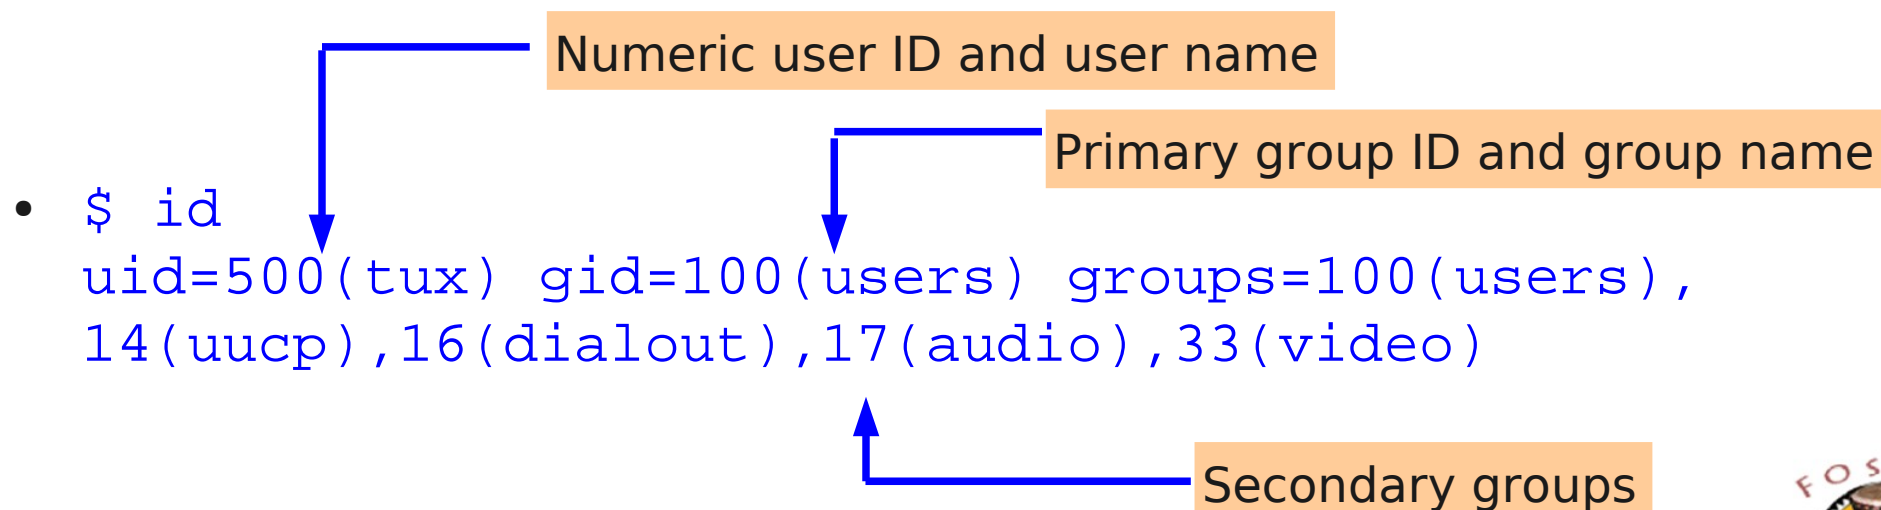 Numeric user ID and user name
Primary group ID and group name
• $ id
uid=500(tux) gid=100(users) groups=100(users),
14(uucp),16(dialout),17(audio),33(video)
Secondary groups